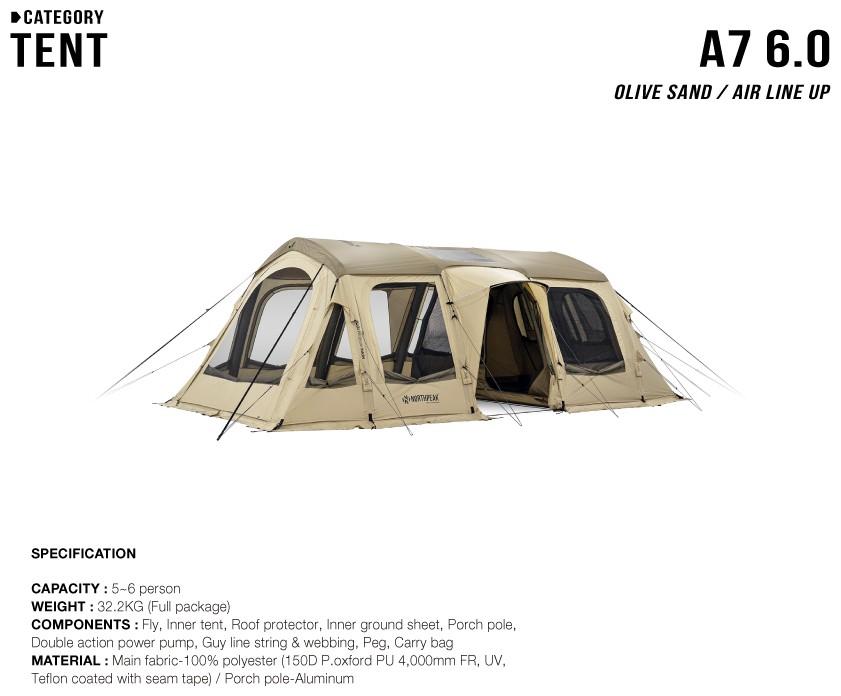 CATEGORY
TENT
A7 6.0
OLIVE SAND / AIR LINE UP
NORTHPEAK
SPECIFICATION
CAPACITY : 5~6 person
WEIGHT : 32.2KG (Full package)
COMPONENTS : Fly, Inner tent, Roof protector, Inner ground sheet, Porch pole,
Double action power pump, Guy line string & webbing, Peg, Carry bag
MATERIAL : Main fabric-100% polyester (150D P.oxford PU 4,000mm FR, UV,
Teflon coated with seam tape) / Porch pole-Aluminum